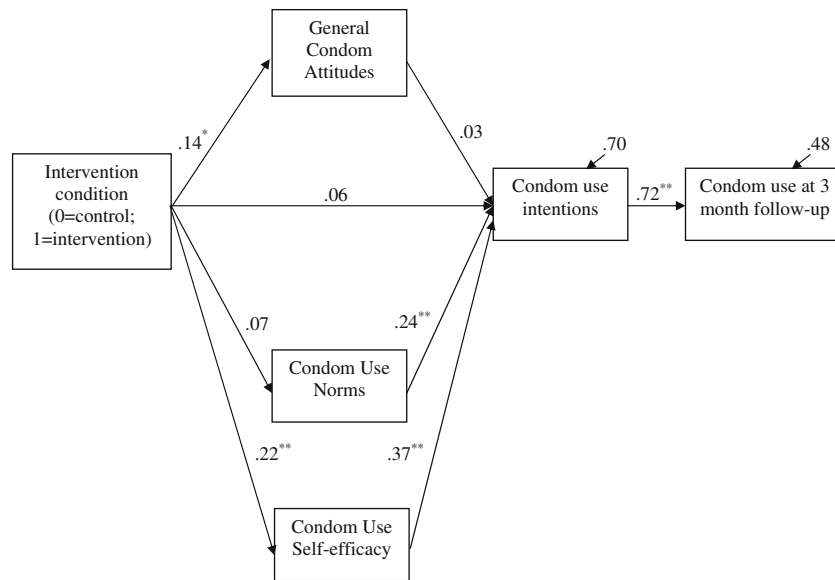 General
Condom
Attitudes
.14*
.03
.70
.48
Intervention
condition
(0=control;
1=intervention)
.06
Condom use
intentions
.72**
Condom use at 3
month follow-up
.07
.24**
Condom Use
Norms
.22**
.37**
Condom Use
Self-efficacy